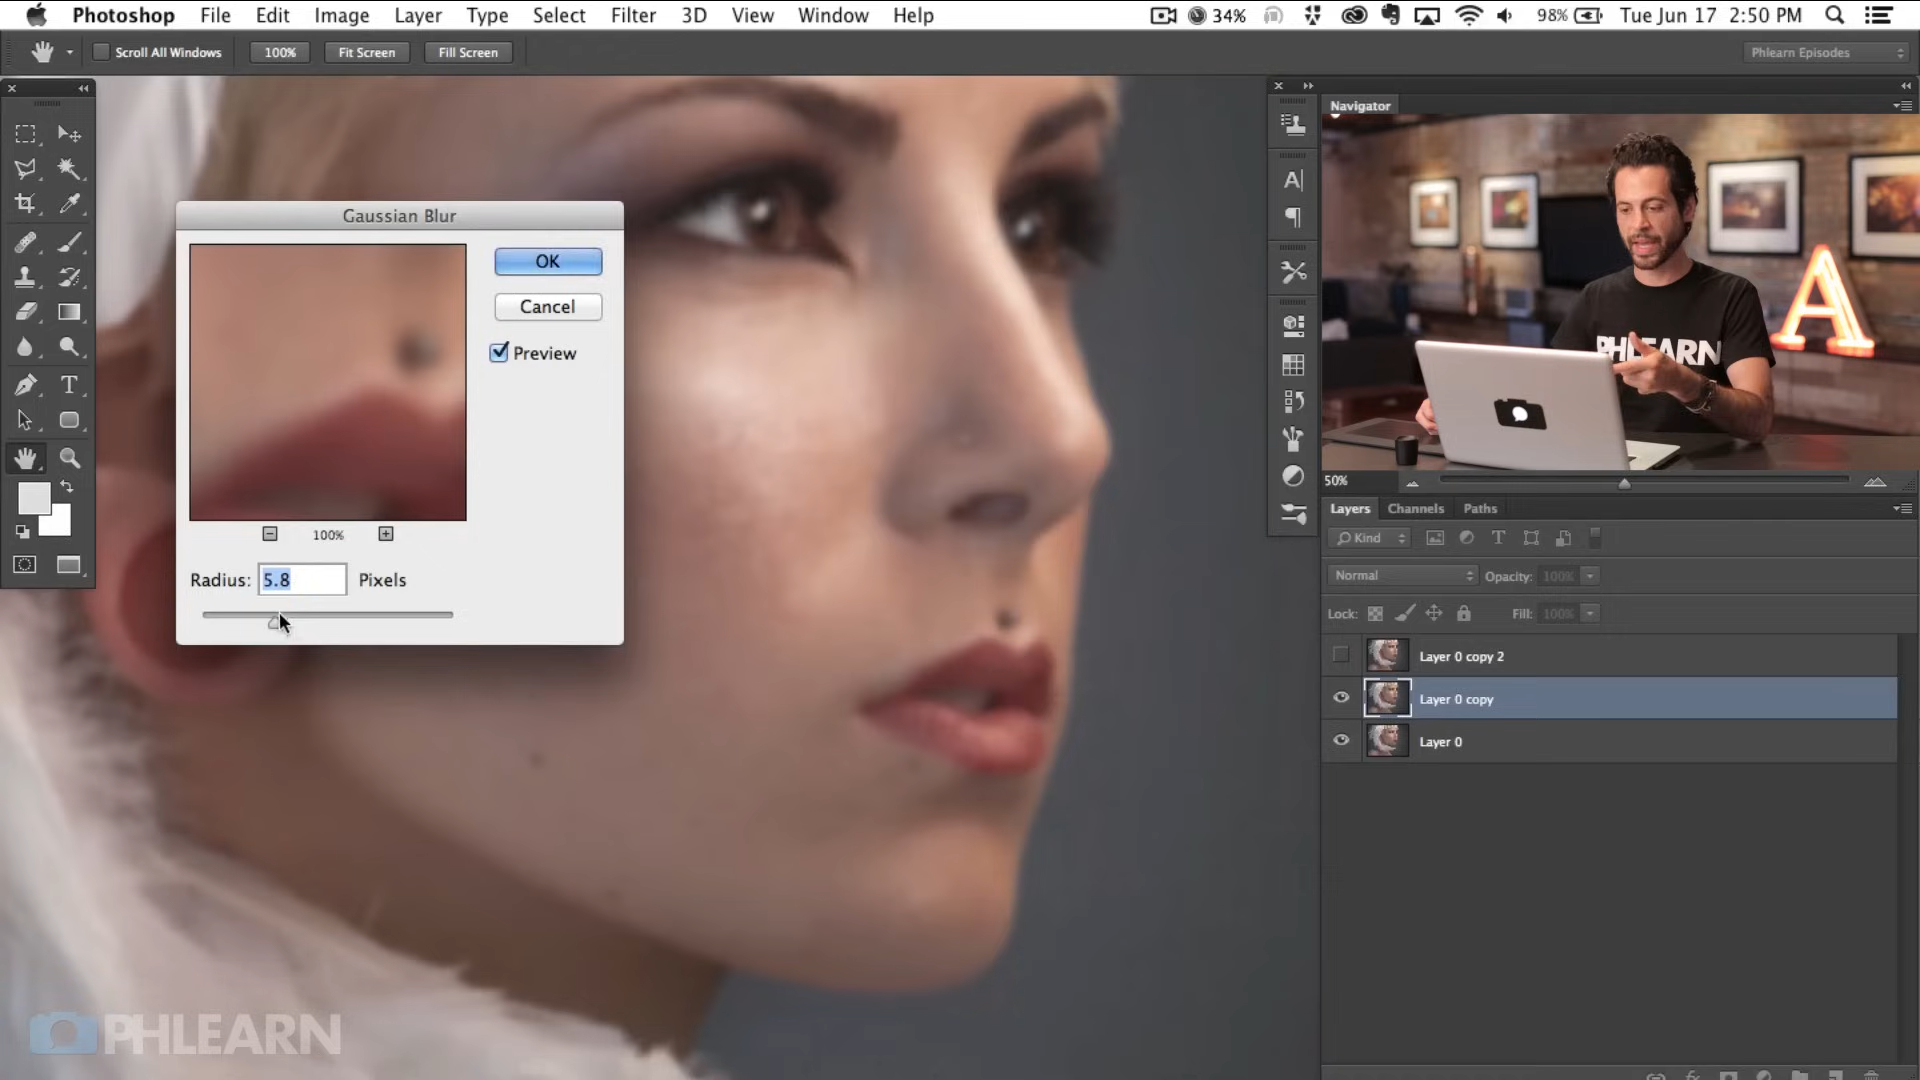 Photoshop File Edit Image Layer Type Select Filter 3D View Window Help 34% 98% Tue Jun 17 2:50 PM
Scroll All Windows 100% Fit Screen Fill Screen Phlearn Episodes
Navigator
Gaussian Blur
OK
Cancel
Preview
100%
Radius: 5.8 Pixels
A
PHLEARN
50%
Layers Channels Paths
Kind
Normal Opacity: 100%
Lock: Fill: 100%
Layer 0 copy 2
Layer 0 copy
Layer 0
PHLEARN